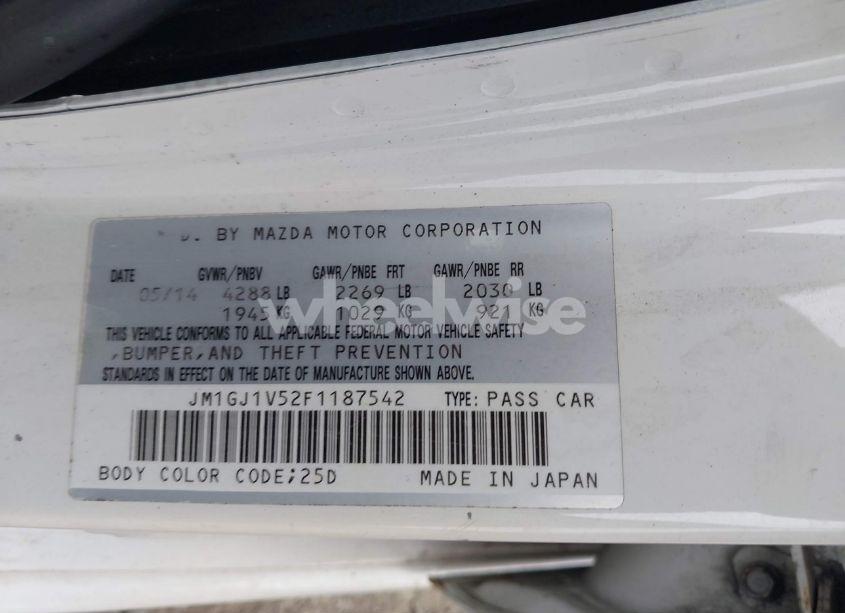 D. BY MAZDA MOTOR CORPORATION
DATE GVWR/PNBV GAWR/PNBE FRT GAWR/PNBE RR
05/14 4288 LB 2269 LB 2030 LB
1945 KG 1029 KG 921 KG
wheelwise
THIS VEHICLE CONFORMS TO ALL APPLICABLE FEDERAL MOTOR VEHICLE SAFETY
,BUMPER,AND THEFT PREVENTION
STANDARDS IN EFFECT ON THE DATE OF MANUFACTURE SHOWN ABOVE.
JM1GJ1V52F1187542 TYPE: PASS CAR
BODY COLOR CODE;25D MADE IN JAPAN